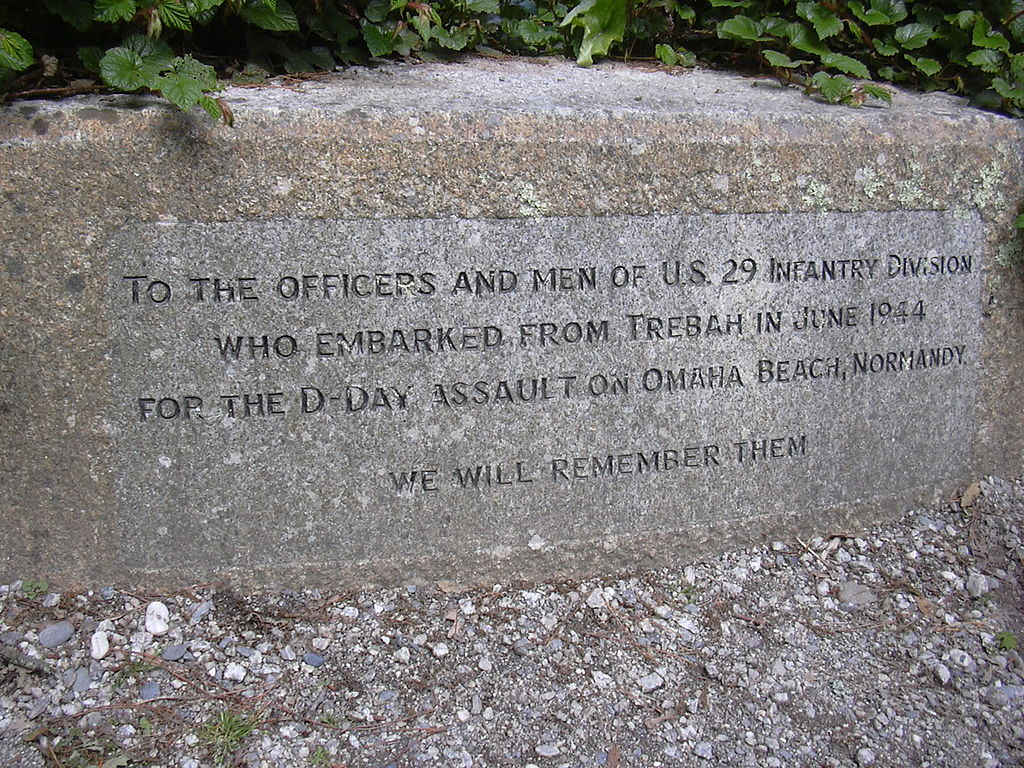 TO THE OFFICERS AND MEN OF U.S. 29 INFANTRY DIVISION
WHO EMBARKED FROM TREBAH IN JUNE 1944
FOR THE D-DAY ASSAULT ON OMAHA BEACH, NORMANDY.
WE WILL REMEMBER THEM